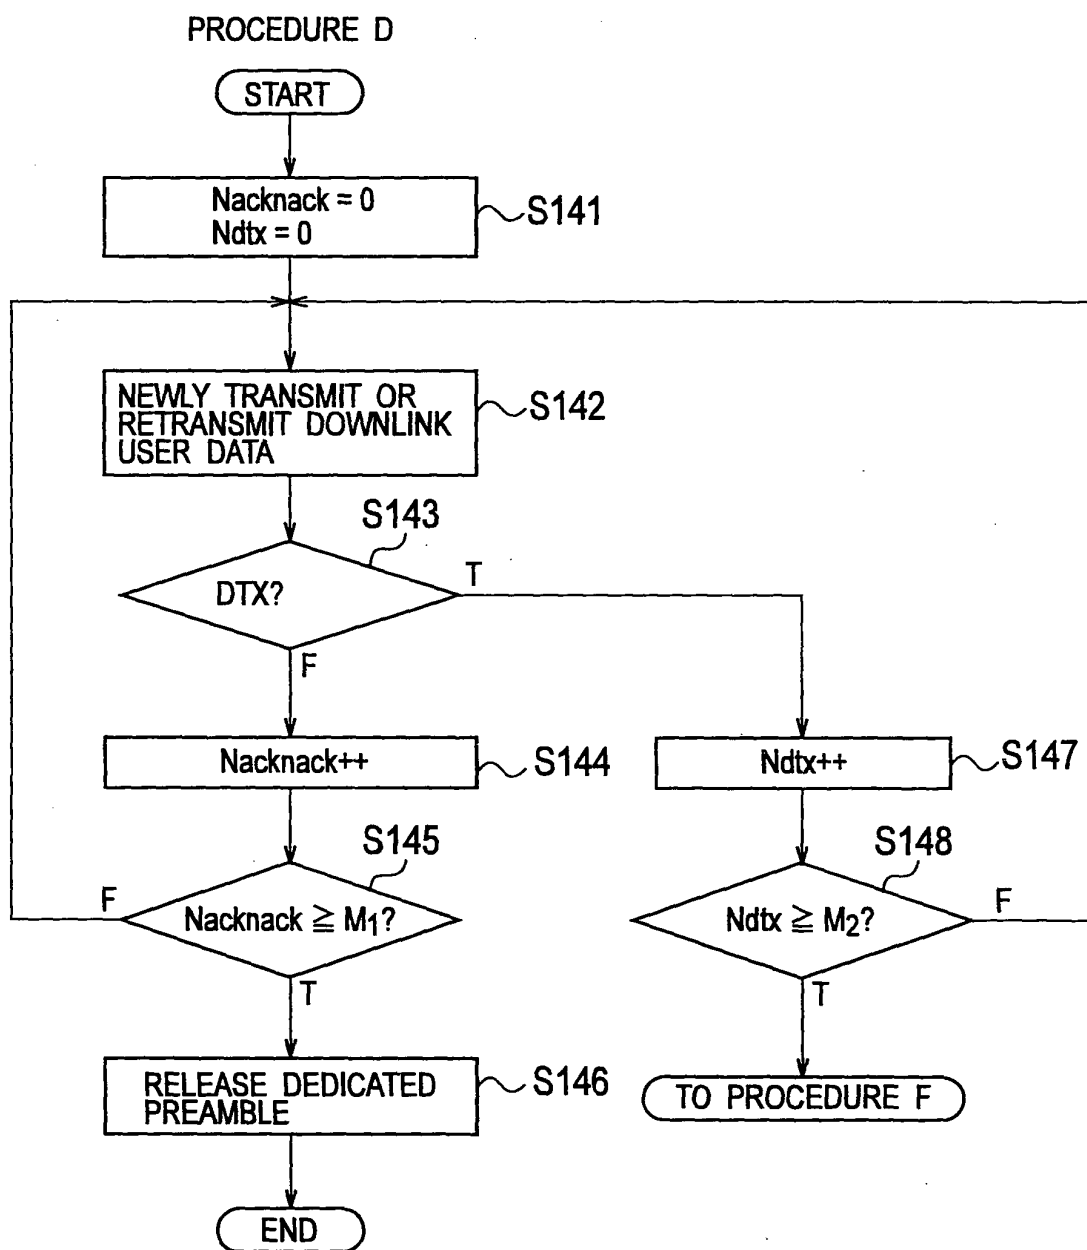 PROCEDURE D
START
Nacknack = 0
Ndtx = 0
S141
NEWLY TRANSMIT OR
RETRANSMIT DOWNLINK
USER DATA
S142
S143
DTX?
T
F
Nacknack++
S144
Ndtx++
S147
S145
Nacknack ≧ M1?
F
T
S148
Ndtx ≧ M2?
F
T
RELEASE DEDICATED
PREAMBLE
S146
TO PROCEDURE F
END